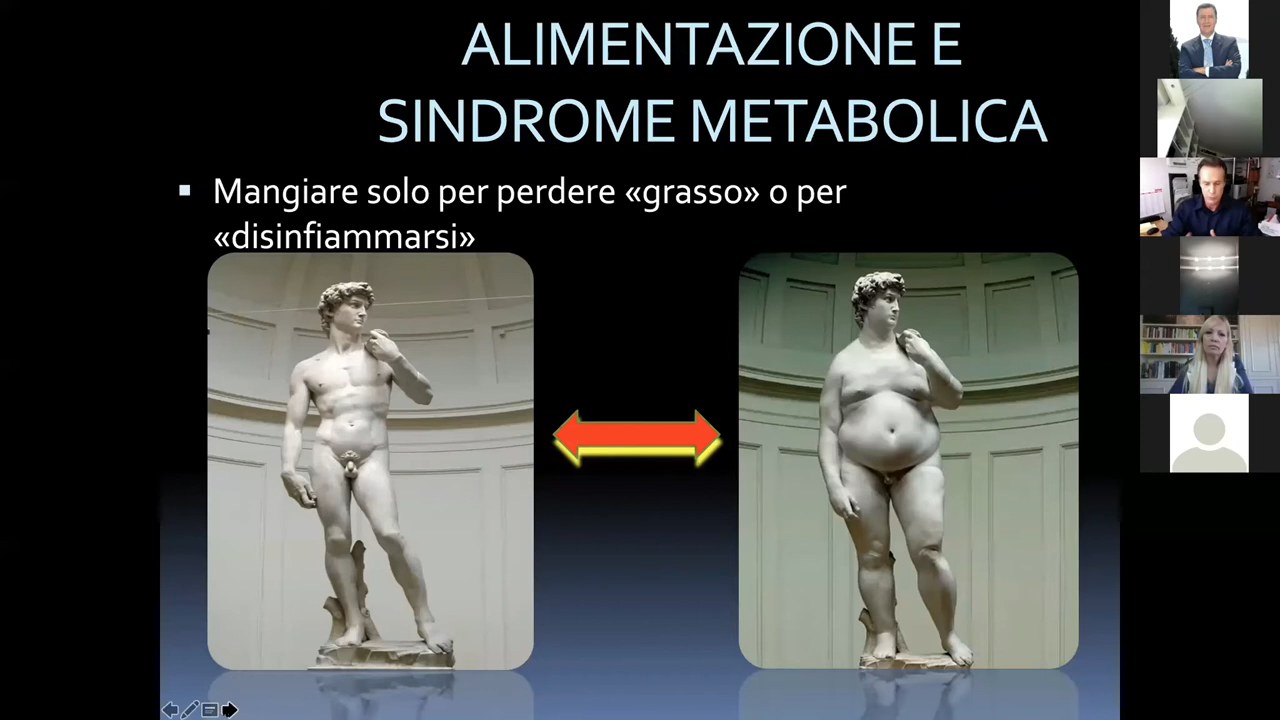 ALIMENTAZIONE E
SINDROME METABOLICA
▪ Mangiare solo per perdere «grasso» o per
«disinfiammarsi»